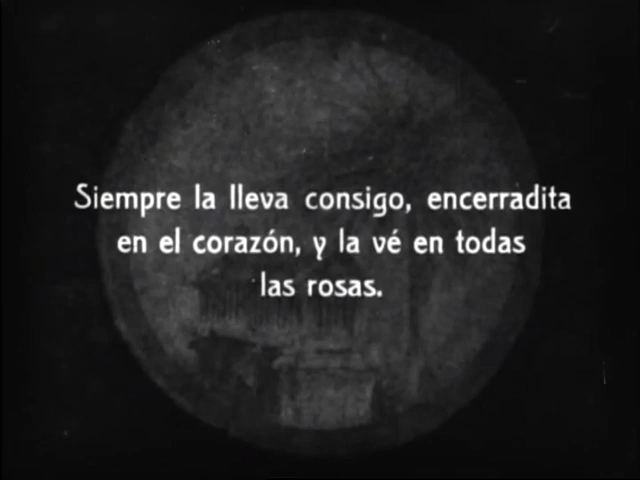 Siempre la lleva consigo, encerradita
en el corazón, y la vé en todas
las rosas.